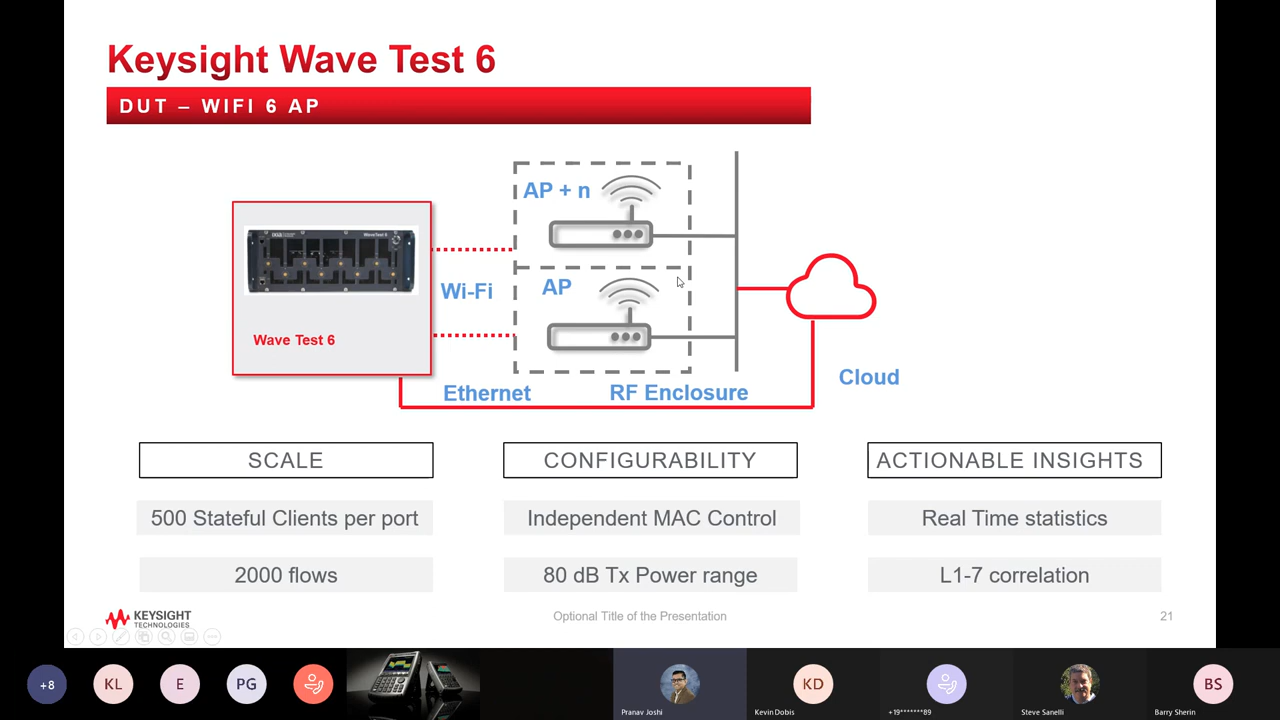 Keysight Wave Test 6
DUT – WIFI 6 AP
AP + n
AP
Wi-Fi
Wave Test 6
Ethernet
RF Enclosure
Cloud
SCALE
CONFIGURABILITY
ACTIONABLE INSIGHTS
500 Stateful Clients per port
Independent MAC Control
Real Time statistics
2000 flows
80 dB Tx Power range
L1-7 correlation
KEYSIGHT
TECHNOLOGIES
Optional Title of the Presentation
21
+8
KL
E
PG
KD
BS
Pranav Joshi
Kevin Dobis
+19*******89
Steve Sanelli
Barry Sherin